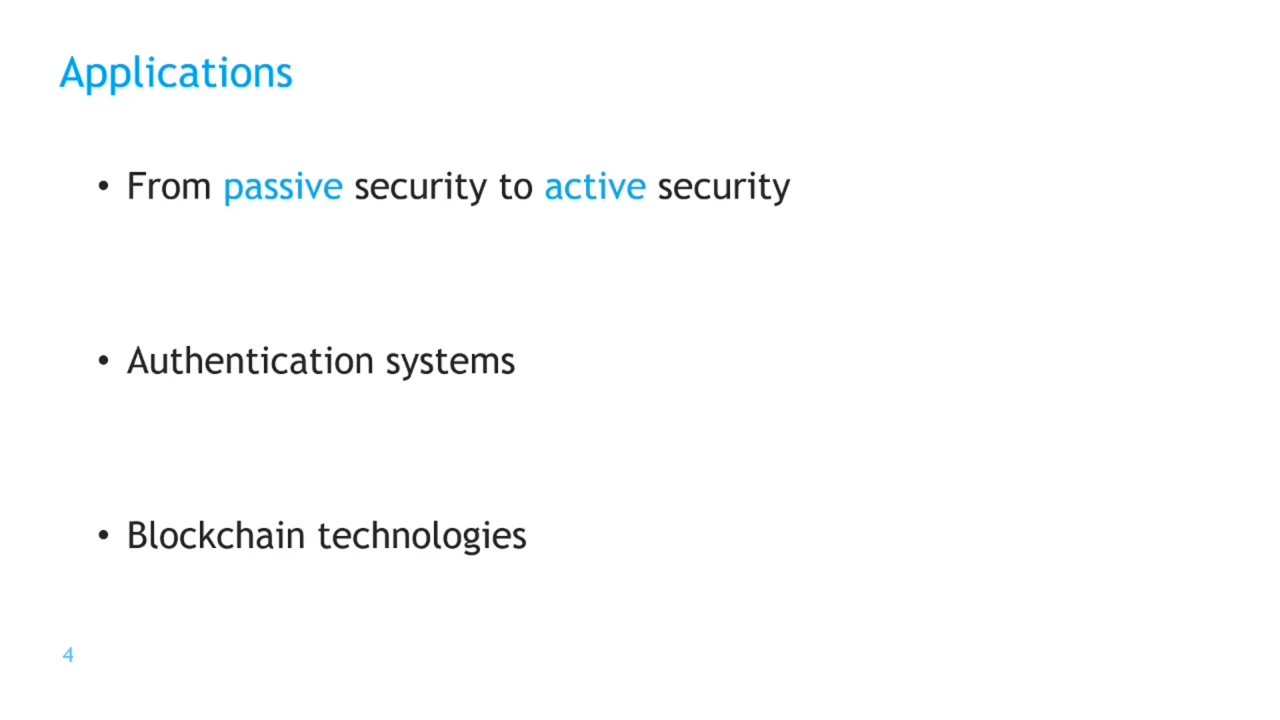 Applications
• From passive security to active security
• Authentication systems
• Blockchain technologies
4